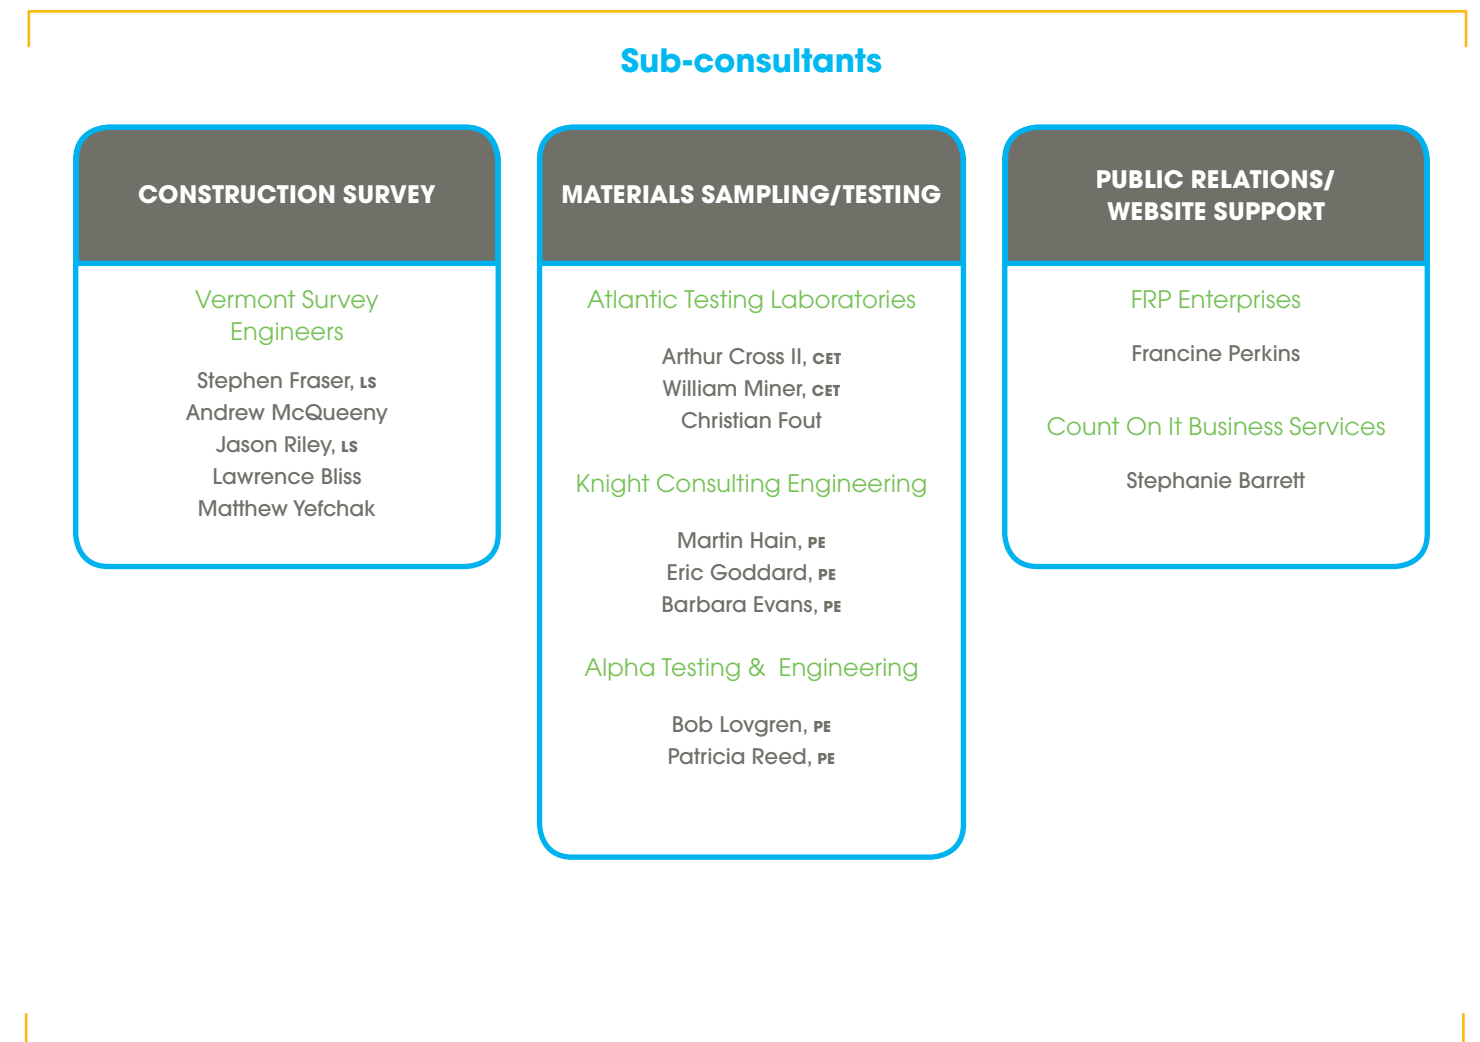 Sub-consultants
CONSTRUCTION SURVEY
Vermont Survey
Engineers
Stephen Fraser, LS
Andrew McQueeny
Jason Riley, LS
Lawrence Bliss
Matthew Yefchak
MATERIALS SAMPLING/TESTING
Atlantic Testing Laboratories
Arthur Cross II, CET
William Miner, CET
Christian Fout
Knight Consulting Engineering
Martin Hain, PE
Eric Goddard, PE
Barbara Evans, PE
Alpha Testing & Engineering
Bob Lovgren, PE
Patricia Reed, PE
PUBLIC RELATIONS/
WEBSITE SUPPORT
FRP Enterprises
Francine Perkins
Count On It Business Services
Stephanie Barrett